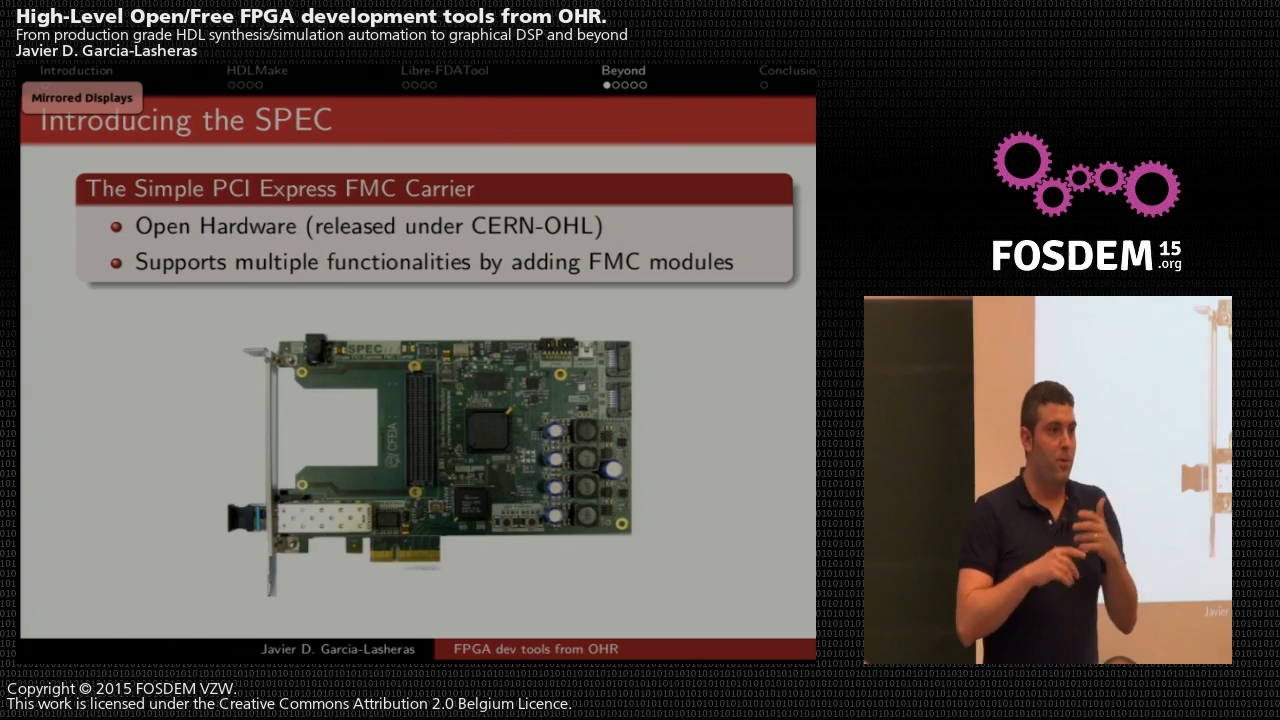 High-Level Open/Free FPGA development tools from OHR.
From production grade HDL synthesis/simulation automation to graphical DSP and beyond
Javier D. Garcia-Lasheras
Introduction HDLMake Libre-FDATool Beyond Conclusio
Mirrored Displays
Introducing the SPEC
The Simple PCI Express FMC Carrier
Open Hardware (released under CERN-OHL)
Supports multiple functionalities by adding FMC modules
SPEC
CFEIA
Javier D. Garcia-Lasheras FPGA dev tools from OHR
FOSDEM 15 .org
Javier
Copyright © 2015 FOSDEM VZW.
This work is licensed under the Creative Commons Attribution 2.0 Belgium Licence.